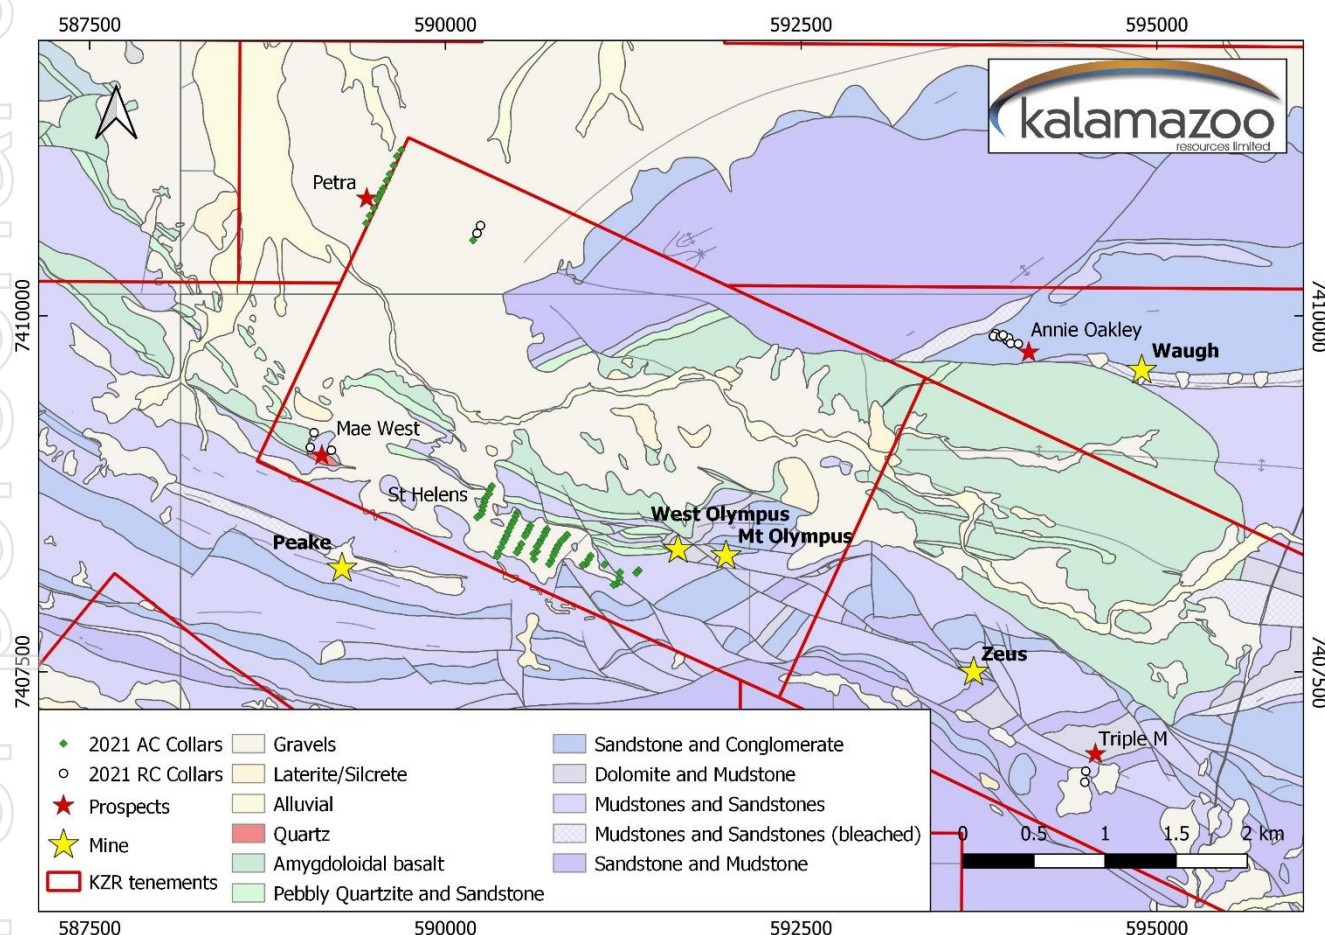 587500
590000
592500
595000
kalamazoo
resources limited
Petra
7410000
7410000
Annie Oakley
Waugh
Mae West
St Helens
West Olympus
Mt Olympus
Peake
Zeus
7407500
7407500
Triple M
2021 AC Collars
2021 RC Collars
Prospects
Mine
KZR tenements
Gravels
Laterite/Silcrete
Alluvial
Quartz
Amygdoloidal basalt
Pebbly Quartzite and Sandstone
Sandstone and Conglomerate
Dolomite and Mudstone
Mudstones and Sandstones
Mudstones and Sandstones (bleached)
Sandstone and Mudstone
0 0.5 1 1.5 2 km
587500
590000
592500
595000